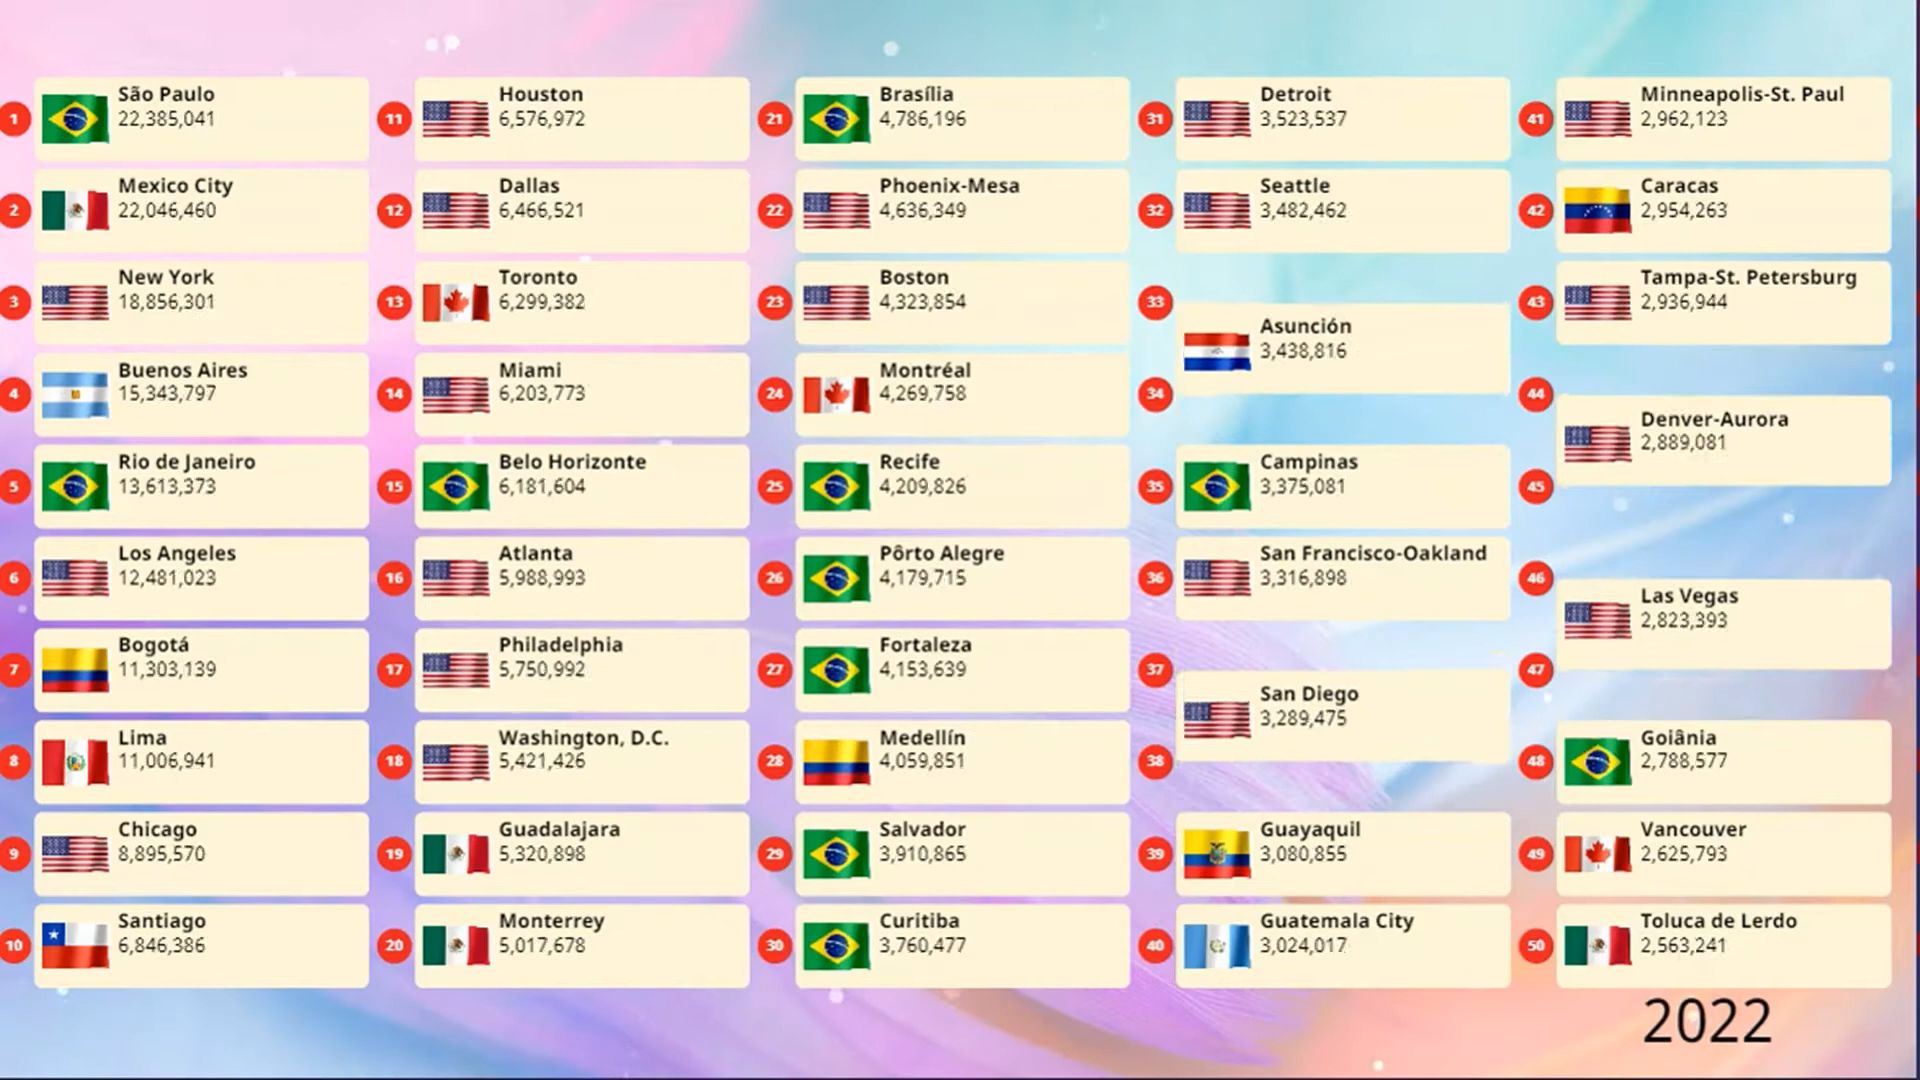 1
São Paulo
22,385,041
2
Mexico City
22,046,460
3
New York
18,856,301
4
Buenos Aires
15,343,797
5
Rio de Janeiro
13,613,373
6
Los Angeles
12,481,023
7
Bogotá
11,303,139
8
Lima
11,006,941
9
Chicago
8,895,570
10
Santiago
6,846,386
11
Houston
6,576,972
12
Dallas
6,466,521
13
Toronto
6,299,382
14
Miami
6,203,773
15
Belo Horizonte
6,181,604
16
Atlanta
5,988,993
17
Philadelphia
5,750,992
18
Washington, D.C.
5,421,426
19
Guadalajara
5,320,898
20
Monterrey
5,017,678
21
Brasília
4,786,196
22
Phoenix-Mesa
4,636,349
23
Boston
4,323,854
24
Montréal
4,269,758
25
Recife
4,209,826
26
Pôrto Alegre
4,179,715
27
Fortaleza
4,153,639
28
Medellín
4,059,851
29
Salvador
3,910,865
30
Curitiba
3,760,477
31
Detroit
3,523,537
32
Seattle
3,482,462
33
Asunción
3,438,816
34
35
Campinas
3,375,081
36
San Francisco-Oakland
3,316,898
37
San Diego
3,289,475
38
39
Guayaquil
3,080,855
40
Guatemala City
3,024,017
41
Minneapolis-St. Paul
2,962,123
42
Caracas
2,954,263
43
Tampa-St. Petersburg
2,936,944
44
Denver-Aurora
2,889,081
45
46
Las Vegas
2,823,393
47
48
Goiânia
2,788,577
49
Vancouver
2,625,793
50
Toluca de Lerdo
2,563,241
2022